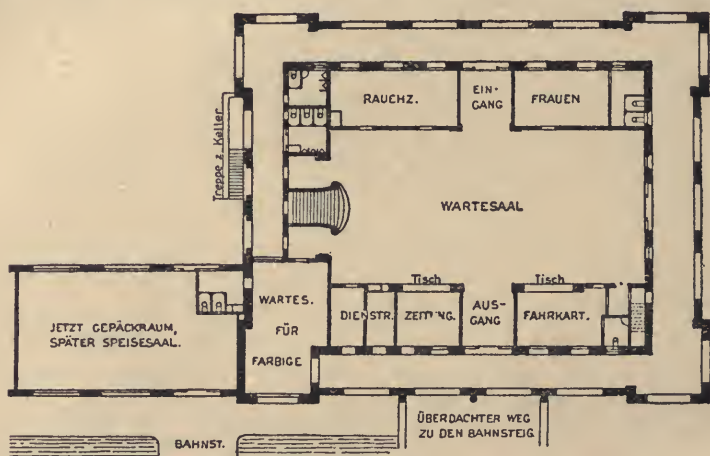 RAUCHZ.
EIN-
GANG
FRAUEN
Treppe z. Keller
WARTESAAL
Tisch
Tisch
WARTES.
FÜR
FARBIGE
DIENSTR.
ZEITUNG.
AUS-
GANG
FAHRKART.
JETZT GEPÄCKRAUM,
SPÄTER SPEISESAAL.
BAHNST.
ÜBERDACHTER WEG
ZU DEN BAHNSTEIG